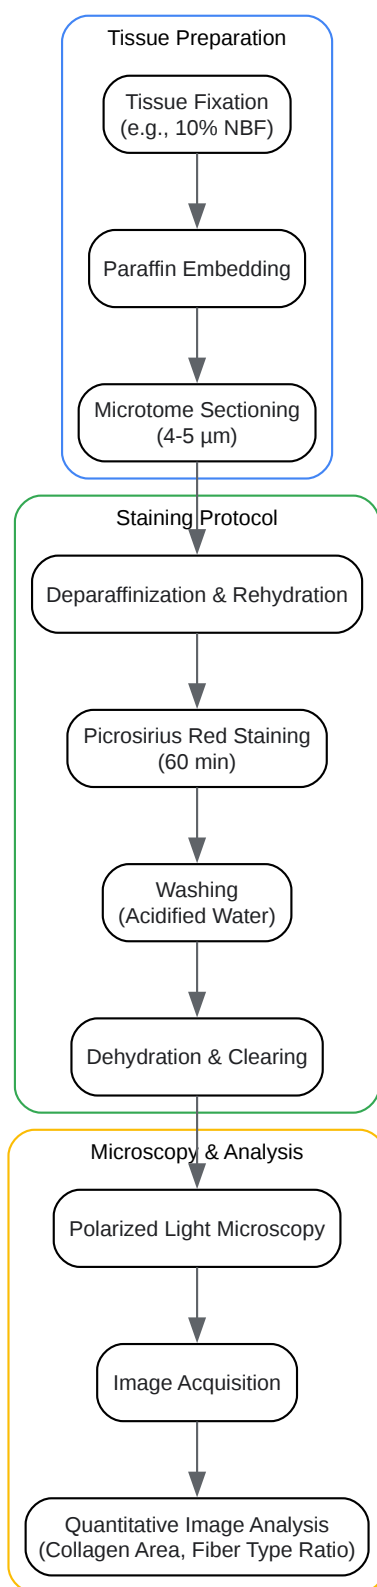 Tissue Preparation
Tissue Fixation
(e.g., 10% NBF)
Paraffin Embedding
Microtome Sectioning
(4-5 µm)
Staining Protocol
Deparaffinization & Rehydration
Picrosirius Red Staining
(60 min)
Washing
(Acidified Water)
Dehydration & Clearing
Microscopy & Analysis
Polarized Light Microscopy
Image Acquisition
Quantitative Image Analysis
(Collagen Area, Fiber Type Ratio)